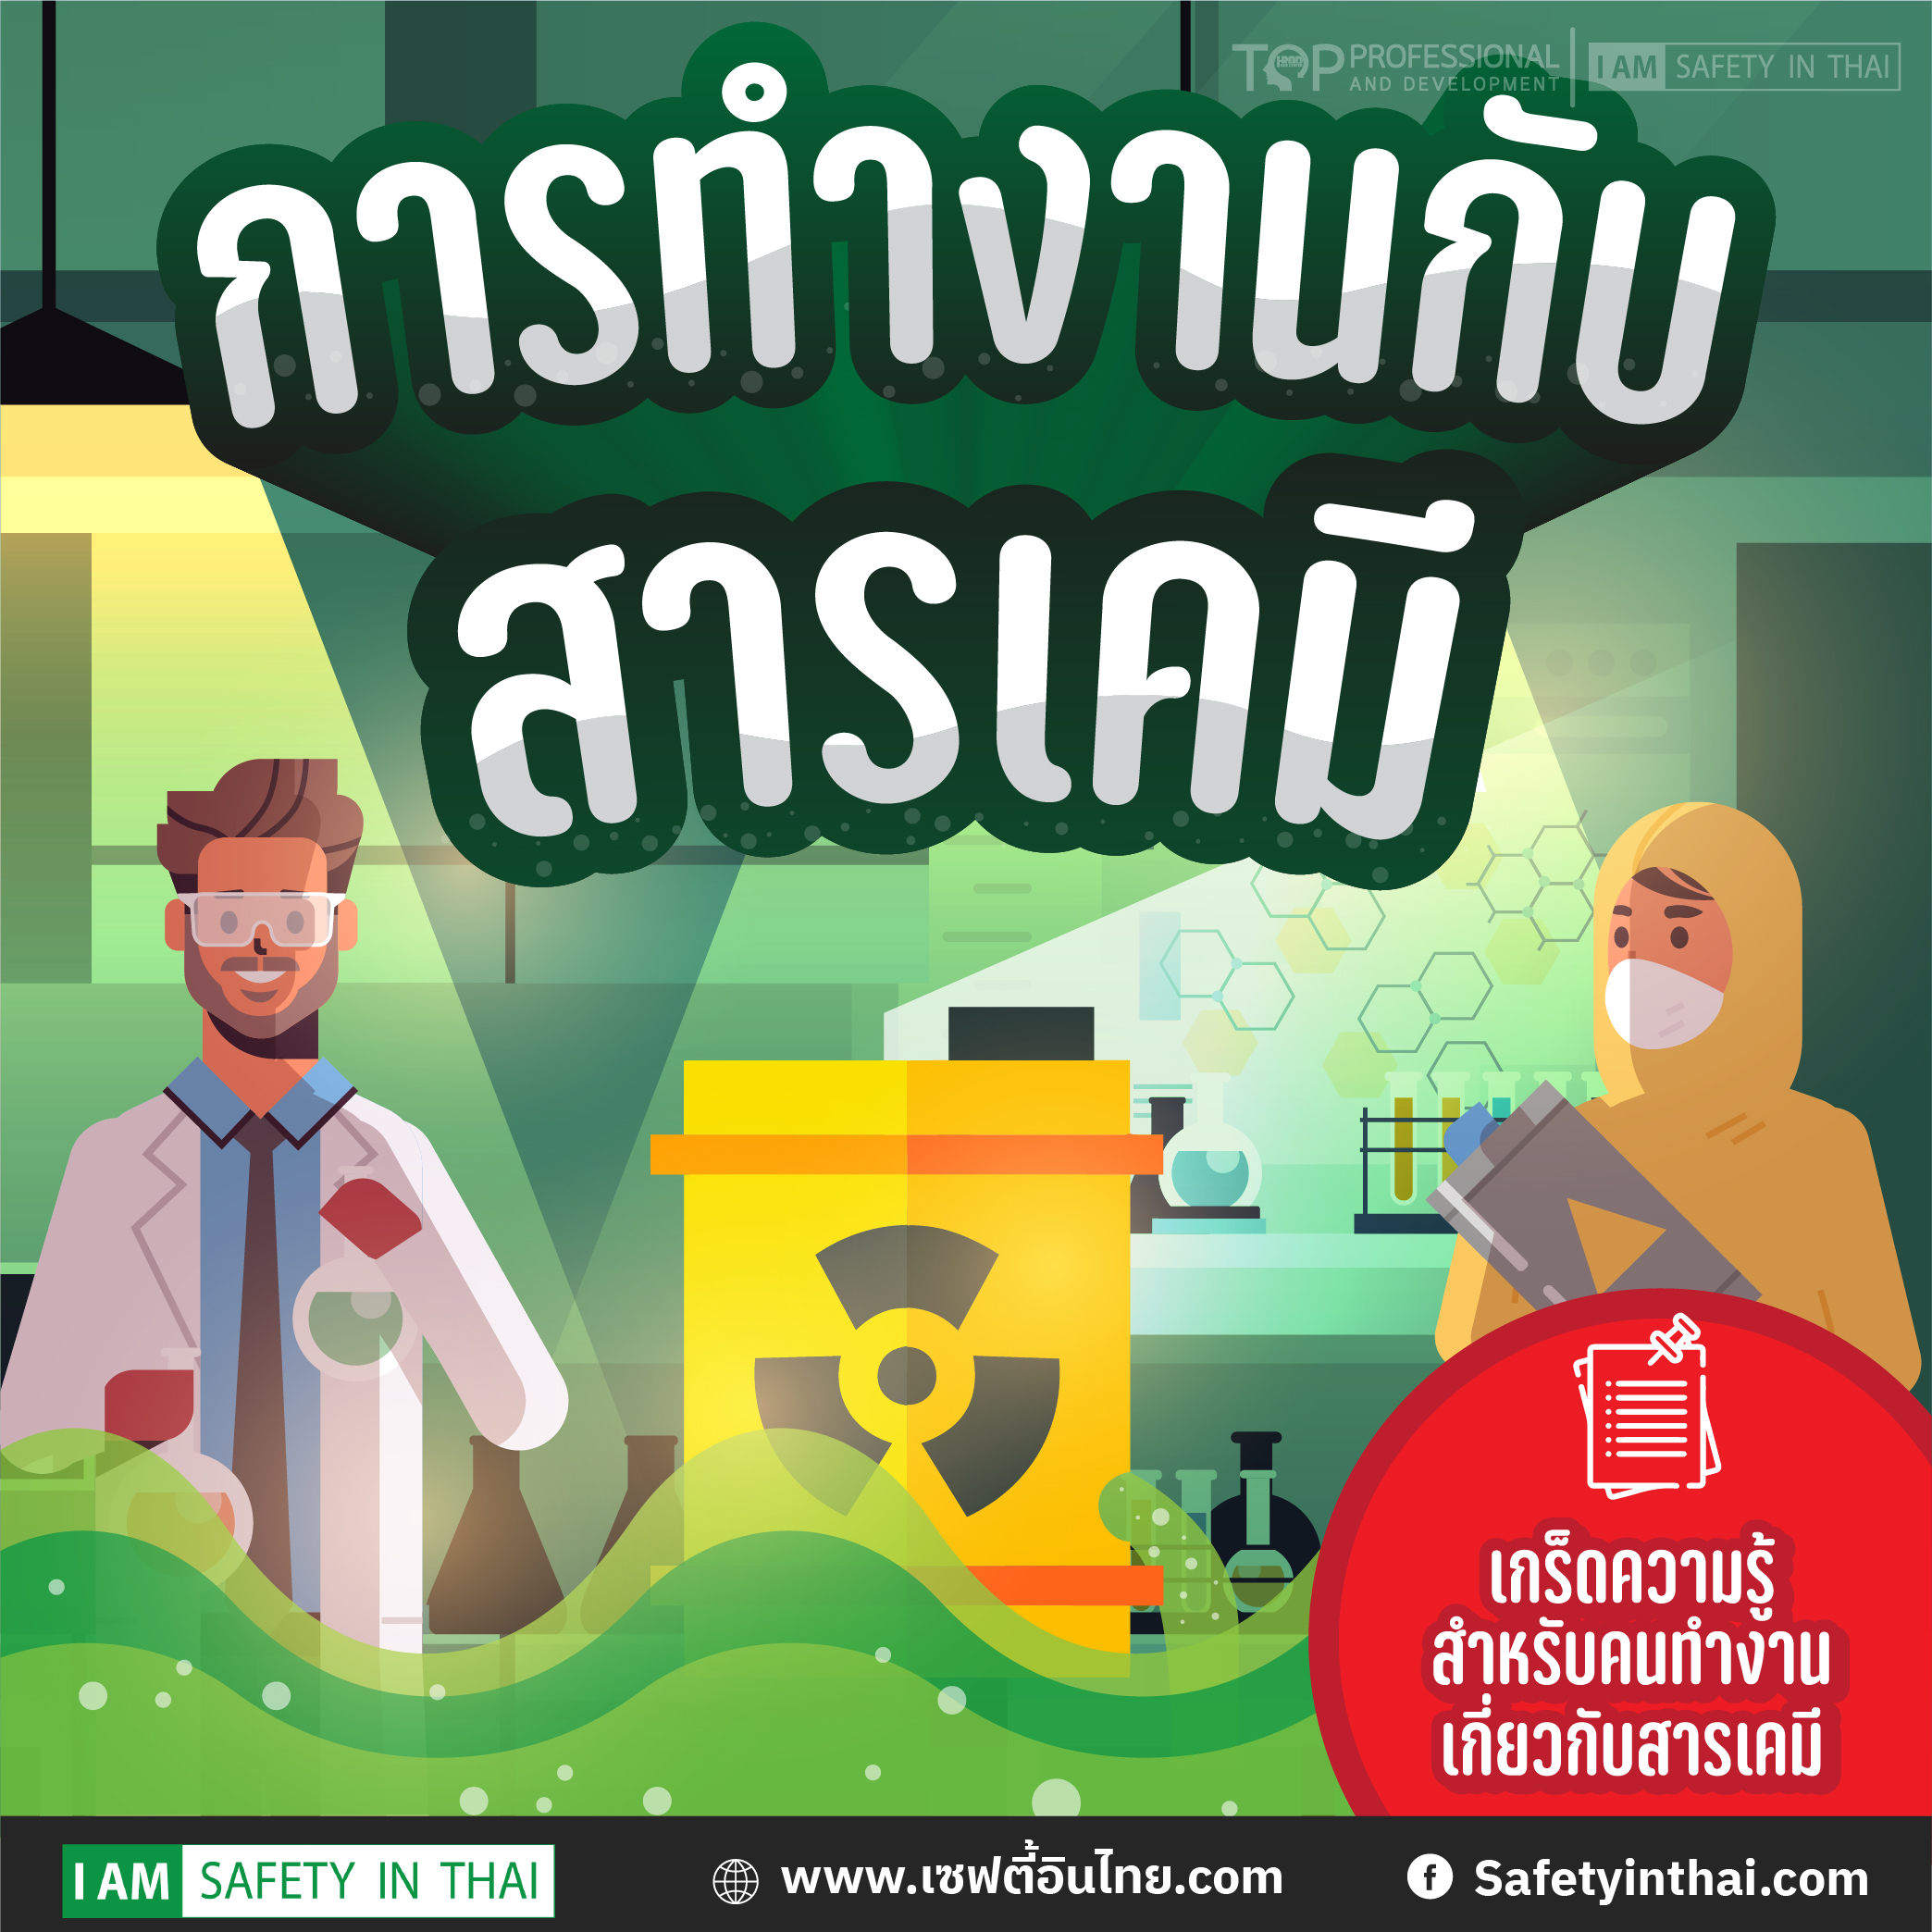 TOP PROFESSIONAL AND DEVELOPMENT
I AM SAFETY IN THAI
การทำงานกับ
สารเคมี
เกร็ดความรู้
สำหรับคนทำงาน
เกี่ยวกับสารเคมี
I AM SAFETY IN THAI
www.เซฟตี้อินไทย.com
Safetyinthai.com